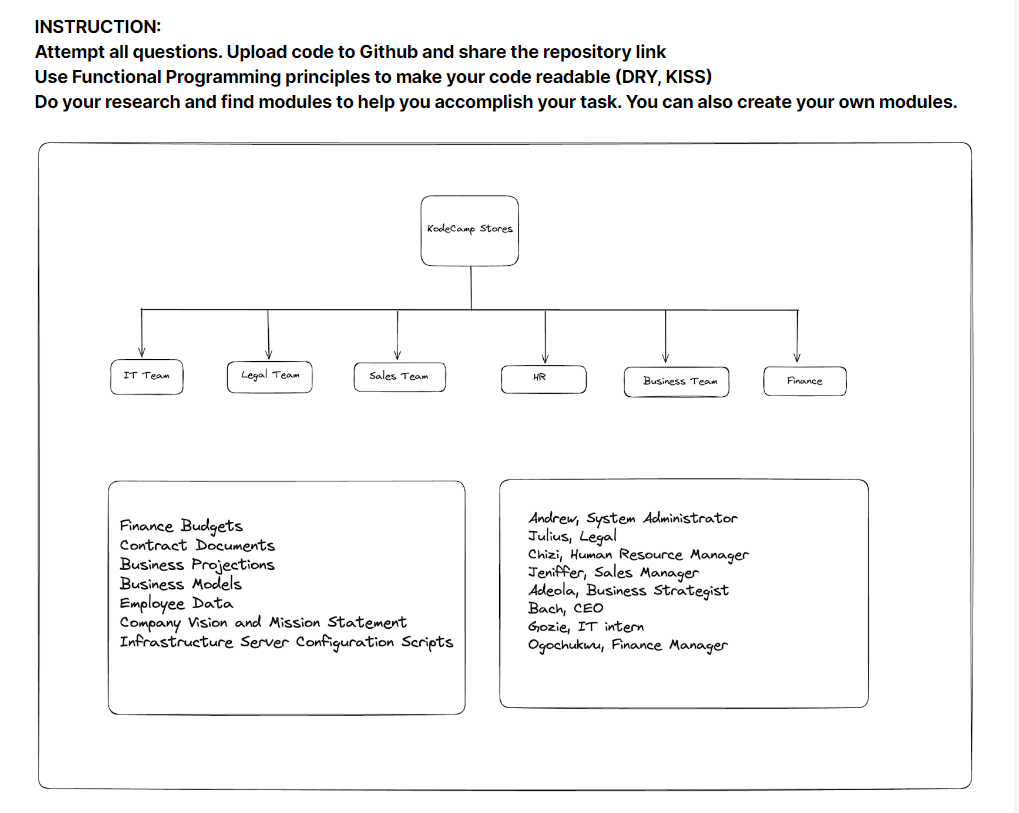 INSTRUCTION:
Attempt all questions. Upload code to Github and share the repository link
Use Functional Programming principles to make your code readable (DRY, KISS)
Do your research and find modules to help you accomplish your task. You can also create your own modules.
KodeCamp Stores
IT Team
Legal Team
Sales Team
HR
Business Team
Finance
Finance Budgets
Contract Documents
Business Projections
Business Models
Employee Data
Company Vision and Mission Statement
Infrastructure Server Configuration Scripts
Andrew, System Administrator
Julius, Legal
Chizi, Human Resource Manager
Jeniffer, Sales Manager
Adeola, Business Strategist
Bach, CEO
Gozie, IT intern
Ogochukwu, Finance Manager